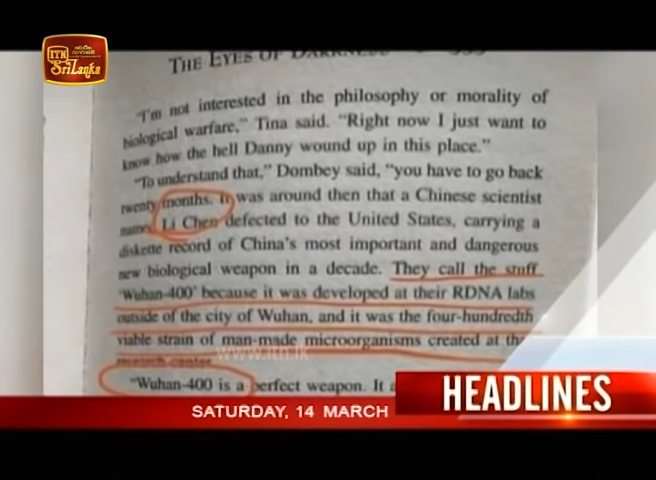 ITN
SriLanka
THE EYES OF DARKNESS
"I'm not interested in the philosophy or morality of
biological warfare," Tina said. "Right now I just want to
know how the hell Danny wound up in this place."
"To understand that," Dombey said, "you have to go back
twenty months. It was around then that a Chinese scientist
Li Chen defected to the United States, carrying a
diskette record of China's most important and dangerous
new biological weapon in a decade. They call the stuff
'Wuhan-400' because it was developed at their RDNA labs
outside of the city of Wuhan, and it was the four-hundredth
viable strain of man-made microorganisms created at
research center.
www.itn.lk
"Wuhan-400 is a perfect weapon. It
HEADLINES
SATURDAY, 14 MARCH